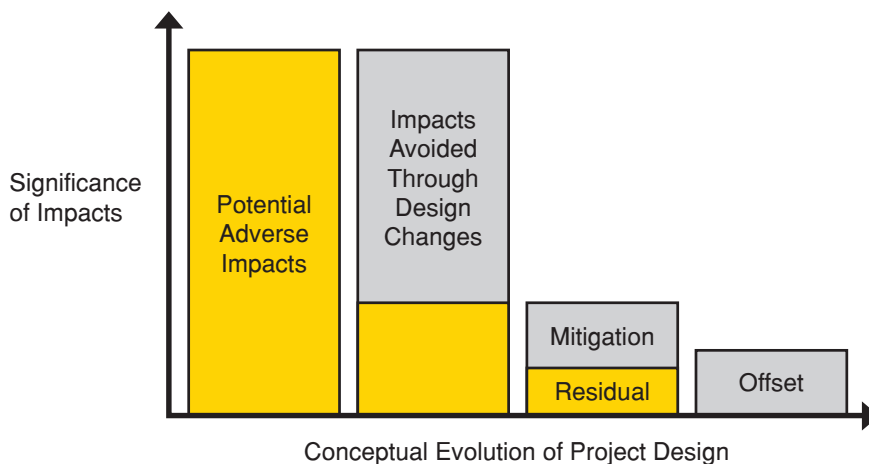 Significance
of Impacts
Potential
Adverse
Impacts
Impacts
Avoided
Through
Design
Changes
Mitigation
Residual
Offset
Conceptual Evolution of Project Design